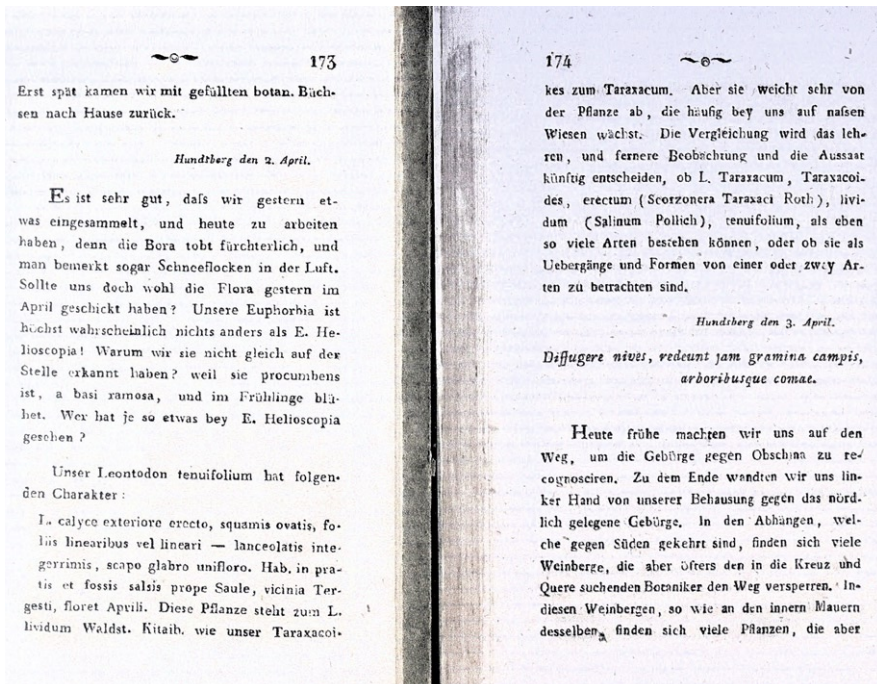 173
Erst spät kamen wir mit gefüllten botan. Büch-
sen nach Hause zurück.
Hundsberg den 2. April.
Es ist sehr gut, daſs wir gestern et-
was eingesammelt, und heute zu arbeiten
haben, denn die Bora tobt fürchterlich, und
man bemerkt sogar Schneeflocken in der Luft.
Sollte uns doch wohl die Flora gestern im
April geschickt haben? Unsere Euphorbia ist
höchst wahrscheinlich nichts anders als E. He-
lioscopia! Warum wir sie nicht gleich auf der
Stelle erkannt haben? weil sie procumbens
ist, a basi ramosa, und im Frühlinge blü-
het. Wer hat je so etwas bey E. Helioscopia
gesehen?
Unser Leontodon tenuifolium hat folgen-
den Charakter:
L. calyce exteriore erecto, squamis ovatis, fo-
liis linearibus vel lineari — lanceolatis inte-
gerrimis, scapo glabro unifloro. Hab. in pra-
tis et fossis salsis prope Saule, vicinia Ter-
gesti, floret Aprili. Diese Pflanze steht zum L.
lividum Waldst. Kitaib. wie unser Taraxacoi-
174
kes zum Taraxacum. Aber sie weicht sehr von
der Pflanze ab, die häufig bey uns auf naſsen
Wiesen wächst. Die Vergleichung wird das leh-
ren, und fernere Beobachtung und die Aussaat
künftig entscheiden, ob L. Taraxacum, Taraxacoi-
des, erectum (Scorzonera Taraxaci Roth), livi-
dum (Salinum Pollich), tenuifolium, als eben
so viele Arten bestehen können, oder ob sie als
Uebergänge und Formen von einer oder zwey Ar-
ten zu betrachten sind.
Hundsberg den 3. April.
Diffugere nives, redeunt jam gramina campis,
arboribusque comae.
Heute frühe machten wir uns auf den
Weg, um die Gebürge gegen Obschina zu re-
cognosciren. Zu dem Ende wandten wir uns lin-
ker Hand von unserer Behausung gegen das nörd-
lich gelegene Gebürge. In den Abhängen, wel-
che gegen Süden gekehrt sind, finden sich viele
Weinberge, die aber öfters den in die Kreuz und
Quere suchenden Botaniker den Weg versperren. In-
diesen Weinbergen, so wie an den innern Mauern
desselben, finden sich viele Pflanzen, die aber